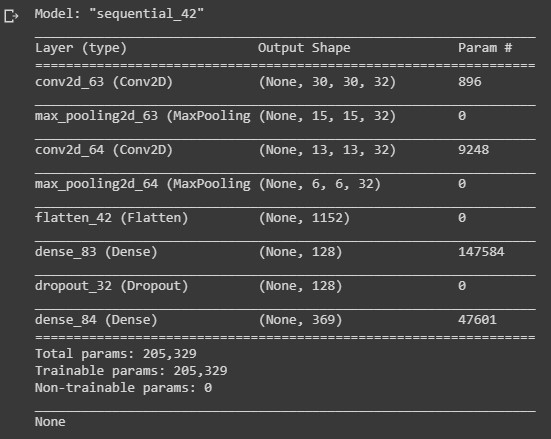 Model: "sequential_42"
Layer (type) Output Shape Param #
conv2d_63 (Conv2D) (None, 30, 30, 32) 896
max_pooling2d_63 (MaxPooling (None, 15, 15, 32) 0
conv2d_64 (Conv2D) (None, 13, 13, 32) 9248
max_pooling2d_64 (MaxPooling (None, 6, 6, 32) 0
flatten_42 (Flatten) (None, 1152) 0
dense_83 (Dense) (None, 128) 147584
dropout_32 (Dropout) (None, 128) 0
dense_84 (Dense) (None, 369) 47601
Total params: 205,329
Trainable params: 205,329
Non-trainable params: 0
None